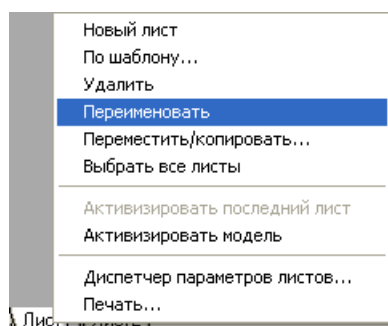 Новый лист
По шаблону...
Удалить
Переименовать
Переместить/копировать...
Выбрать все листы
Активизировать последний лист
Активизировать модель
Диспетчер параметров листов...
Печать...